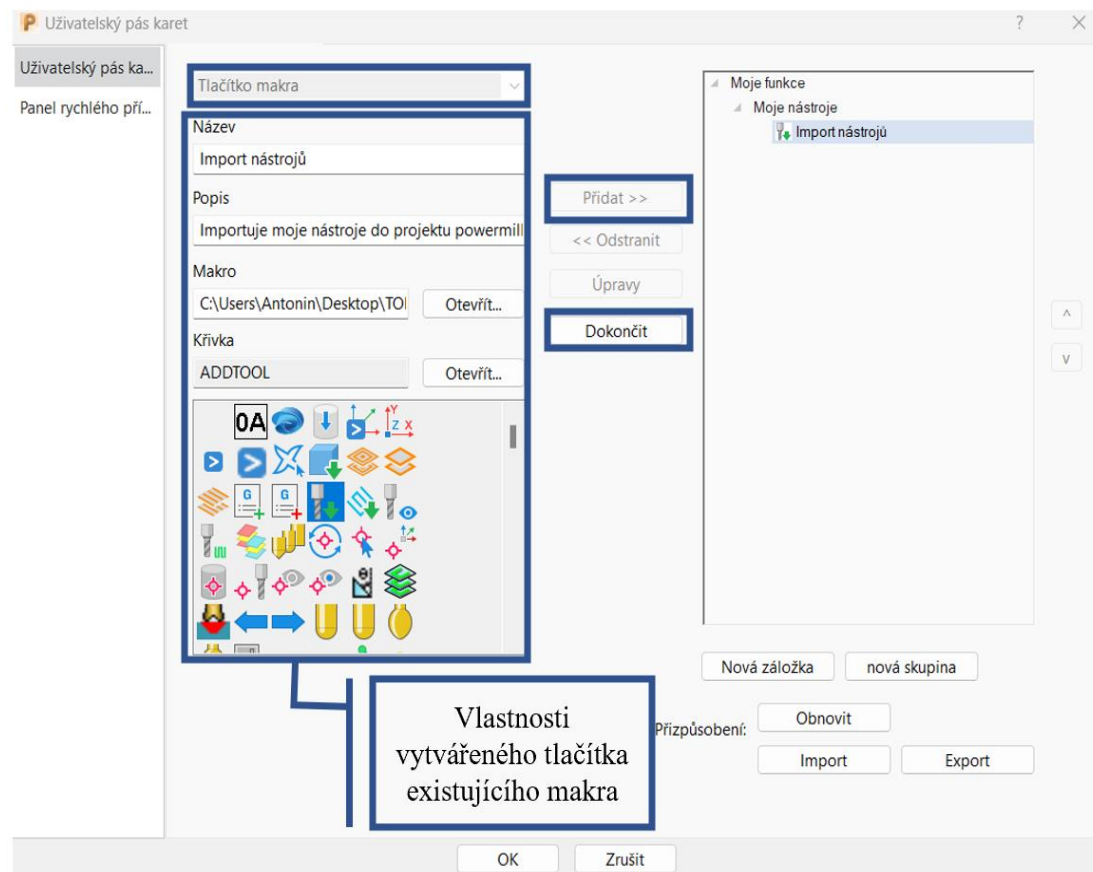 Uživatelský pás karet
?
Uživatelský pás ka...
Panel rychlého pří...
Tlačítko makra
Název
Import nástrojů
Popis
Importuje moje nástroje do projektu powermill
Makro
C:\Users\Antonin\Desktop\TO
Otevřít...
Křivka
ADDTOOL
Otevřít...
0A
Y
Z X
G
G
Přidat >>
<< Odstranit
Úpravy
Dokončit
Moje funkce
Moje nástroje
Import nástrojů
Nová záložka
nová skupina
Přizpůsobení:
Obnovit
Import
Export
Vlastnosti
vytvářeného tlačítka
existujícího makra
OK
Zrušit